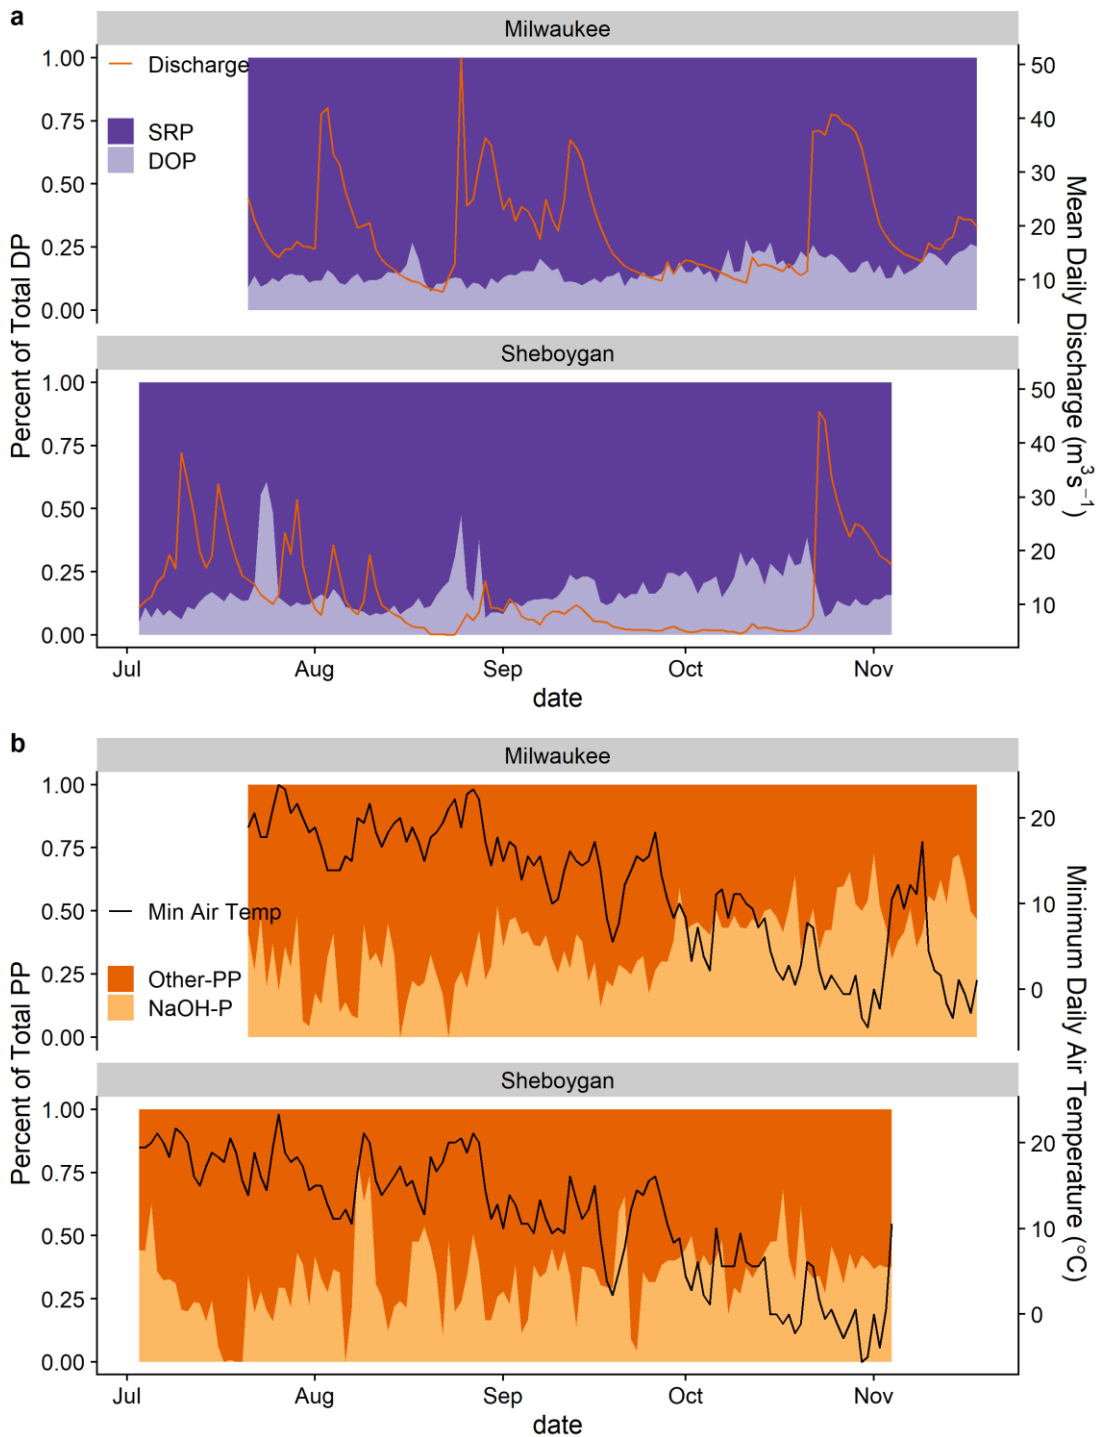 a
Milwaukee
1.00
0.75
0.50
0.25
0.00
Discharge
SRP
DOP
50
40
30
20
10
Sheboygan
1.00
0.75
0.50
0.25
0.00
50
40
30
20
10
Percent of Total DP
Mean Daily Discharge (m³s⁻¹)
Jul Aug Sep Oct Nov
date
b
Milwaukee
1.00
0.75
0.50
0.25
0.00
Min Air Temp
Other-PP
NaOH-P
20
10
0
Sheboygan
1.00
0.75
0.50
0.25
0.00
20
10
0
Percent of Total PP
Minimum Daily Air Temperature (°C)
Jul Aug Sep Oct Nov
date